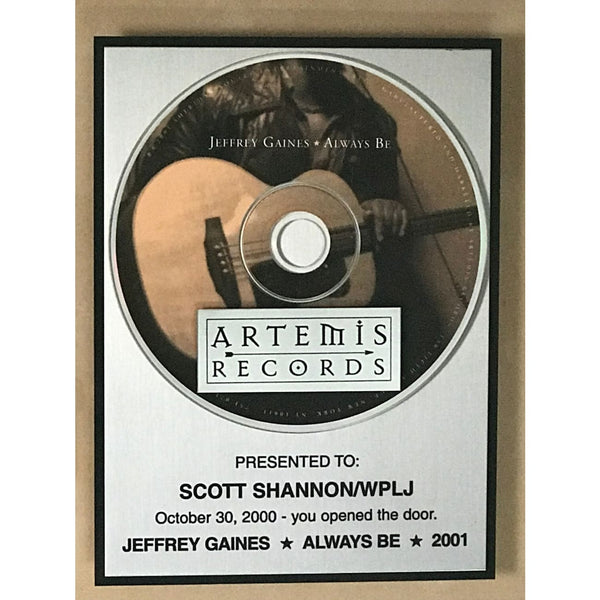 JEFFREY GAINES ★ ALWAYS BE
ARTEMIS
RECORDS
PRESENTED TO:
SCOTT SHANNON/WPLJ
October 30, 2000 - you opened the door.
JEFFREY GAINES ★ ALWAYS BE ★ 2001